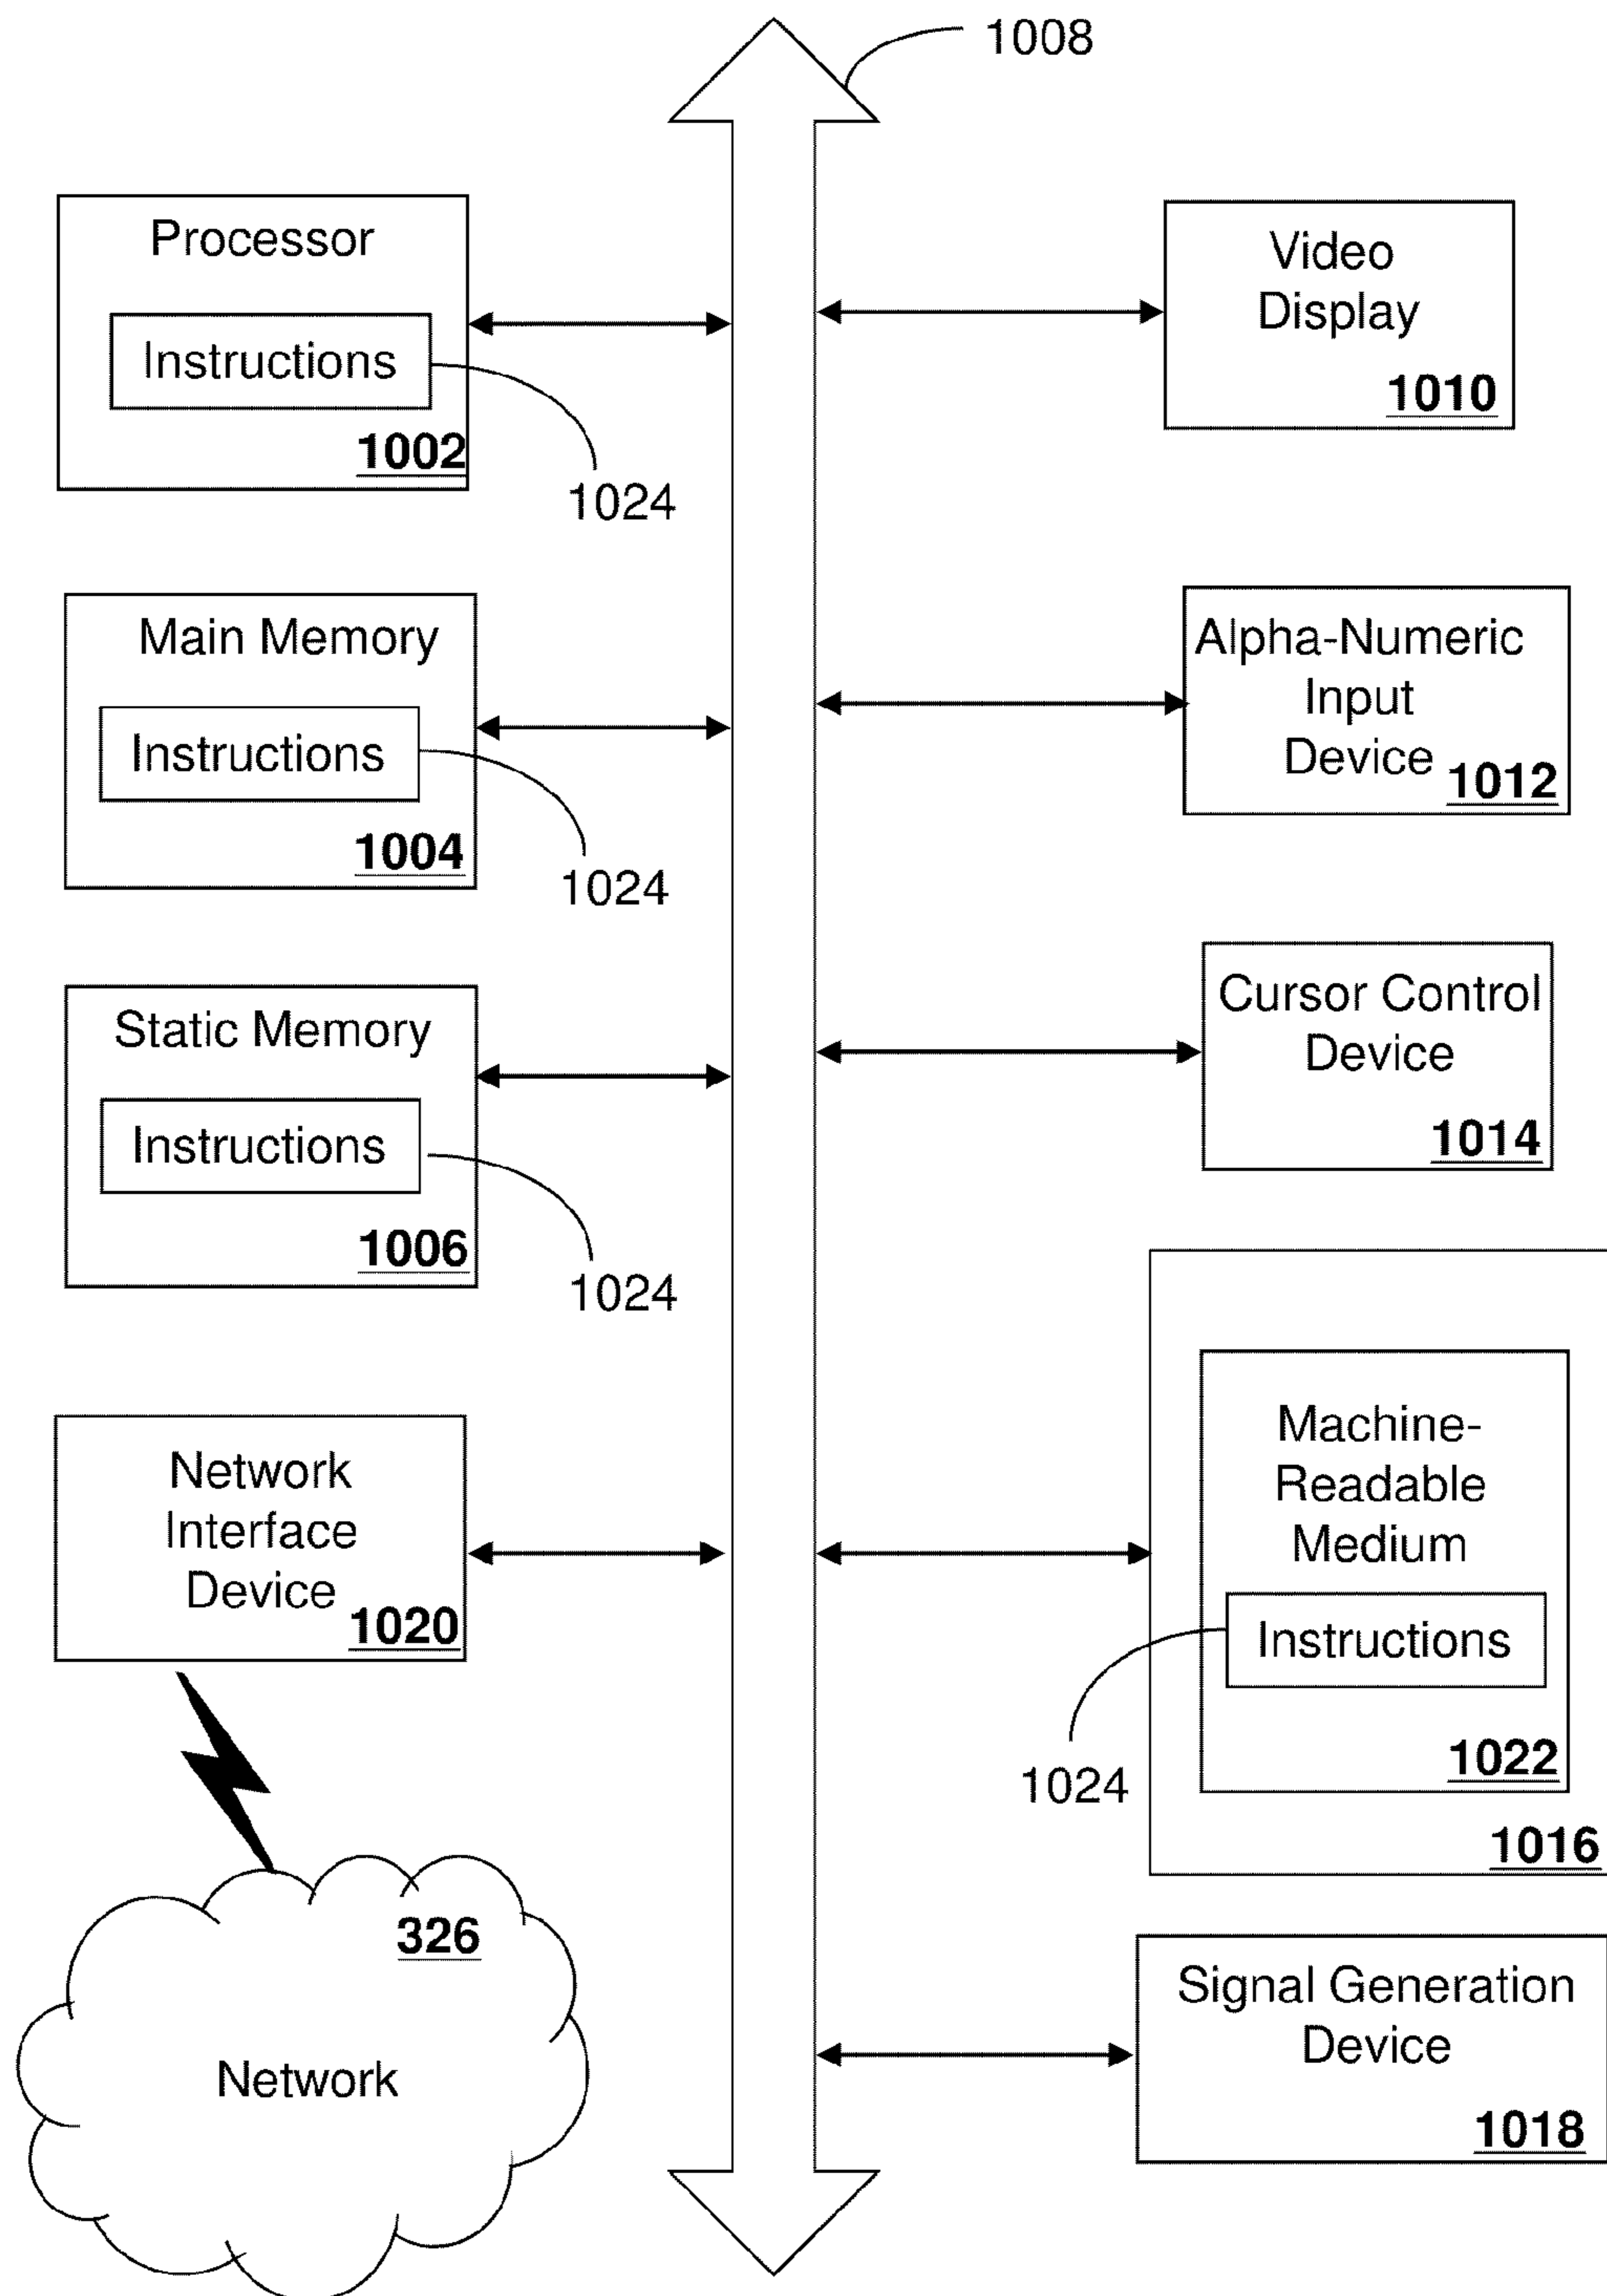 1008
Processor
Instructions
1002
1024
Main Memory
Instructions
1004
1024
Static Memory
Instructions
1006
1024
Network
Interface
Device
1020
326
Network
Video
Display
1010
Alpha-Numeric
Input
Device
1012
Cursor Control
Device
1014
Machine-
Readable
Medium
Instructions
1022
1024
1016
Signal Generation
Device
1018